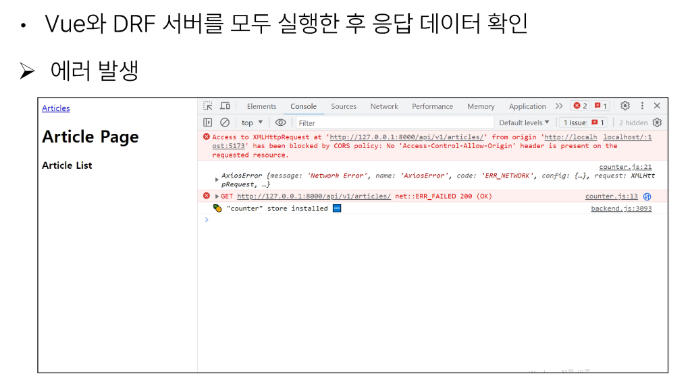 • Vue와 DRF 서버를 모두 실행한 후 응답 데이터 확인
➢ 에러 발생
Articles
Article Page
Article List
Elements Console Sources Network Performance Memory Application >> 2 1
top ▼ Filter Default levels ▼ 1 Issue: 1 2 hidden
Access to XMLHttpRequest at 'http://127.0.0.1:8000/api/v1/articles/' from origin 'http://localh localhost/:1
ost:5173' has been blocked by CORS policy: No 'Access-Control-Allow-Origin' header is present on the
requested resource.
counter.js:21
▶ AxiosError {message: 'Network Error', name: 'AxiosError', code: 'ERR_NETWORK', config: {…}, request: XMLHtt
pRequest, …}
▶ GET http://127.0.0.1:8000/api/v1/articles/ net::ERR_FAILED 200 (OK) counter.js:13
"counter" store installed backend.js:3893
>